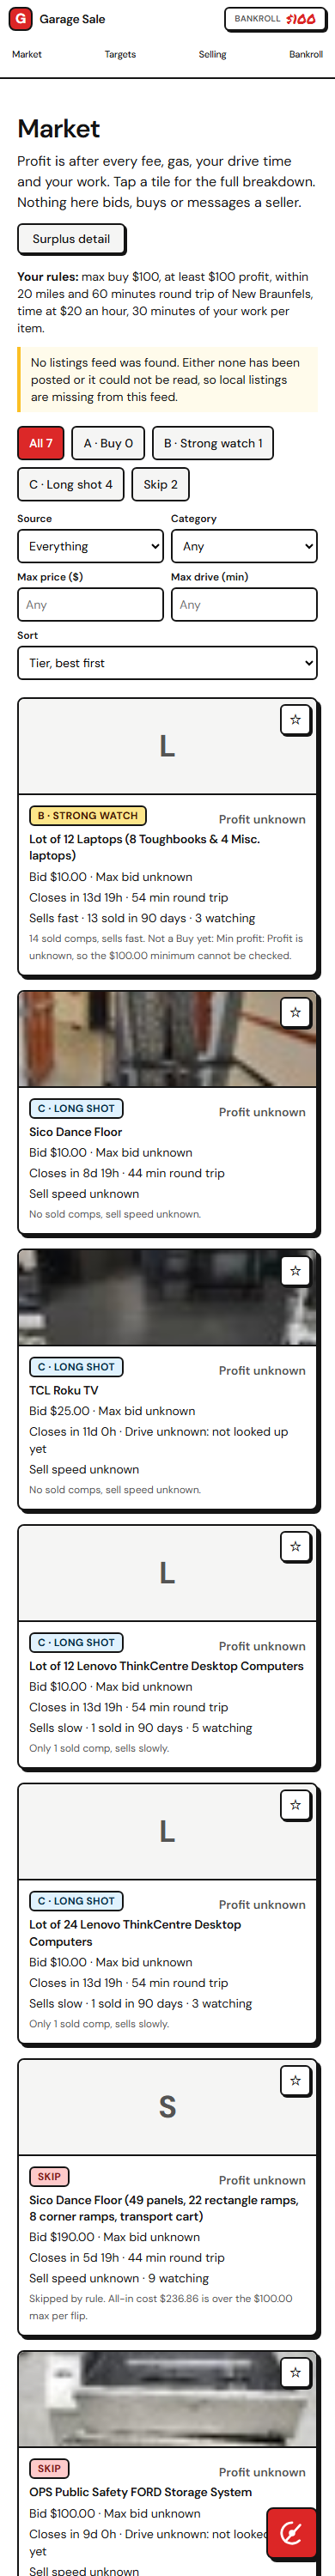 G Garage Sale
BANKROLL $100
Market Targets Selling Bankroll
Market
Profit is after every fee, gas, your drive time
and your work. Tap a tile for the full breakdown.
Nothing here bids, buys or messages a seller.
Surplus detail
Your rules: max buy $100, at least $100 profit, within
20 miles and 60 minutes round trip of New Braunfels,
time at $20 an hour, 30 minutes of your work per
item.
No listings feed was found. Either none has been
posted or it could not be read, so local listings
are missing from this feed.
All 7
A · Buy 0
B · Strong watch 1
C · Long shot 4
Skip 2
Source
Category
Everything
Any
Max price ($)
Max drive (min)
Any
Any
Sort
Tier, best first
L
B · STRONG WATCH
Profit unknown
Lot of 12 Laptops (8 Toughbooks & 4 Misc.
laptops)
Bid $10.00 · Max bid unknown
Closes in 13d 19h · 54 min round trip
Sells fast · 13 sold in 90 days · 3 watching
14 sold comps, sells fast. Not a Buy yet: Min profit: Profit is
unknown, so the $100.00 minimum cannot be checked.
C · LONG SHOT
Profit unknown
Sico Dance Floor
Bid $10.00 · Max bid unknown
Closes in 8d 19h · 44 min round trip
Sell speed unknown
No sold comps, sell speed unknown.
C · LONG SHOT
Profit unknown
TCL Roku TV
Bid $25.00 · Max bid unknown
Closes in 11d 0h · Drive unknown: not looked up
yet
Sell speed unknown
No sold comps, sell speed unknown.
L
C · LONG SHOT
Profit unknown
Lot of 12 Lenovo ThinkCentre Desktop Computers
Bid $10.00 · Max bid unknown
Closes in 13d 19h · 54 min round trip
Sells slow · 1 sold in 90 days · 5 watching
Only 1 sold comp, sells slowly.
L
C · LONG SHOT
Profit unknown
Lot of 24 Lenovo ThinkCentre Desktop
Computers
Bid $10.00 · Max bid unknown
Closes in 13d 19h · 54 min round trip
Sells slow · 1 sold in 90 days · 3 watching
Only 1 sold comp, sells slowly.
S
SKIP
Profit unknown
Sico Dance Floor (49 panels, 22 rectangle ramps,
8 corner ramps, transport cart)
Bid $190.00 · Max bid unknown
Closes in 5d 19h · 44 min round trip
Sell speed unknown · 9 watching
Skipped by rule. All-in cost $236.86 is over the $100.00
max per flip.
SKIP
Profit unknown
OPS Public Safety FORD Storage System
Bid $100.00 · Max bid unknown
Closes in 9d 0h · Drive unknown: not looked
yet
Sell speed unknown